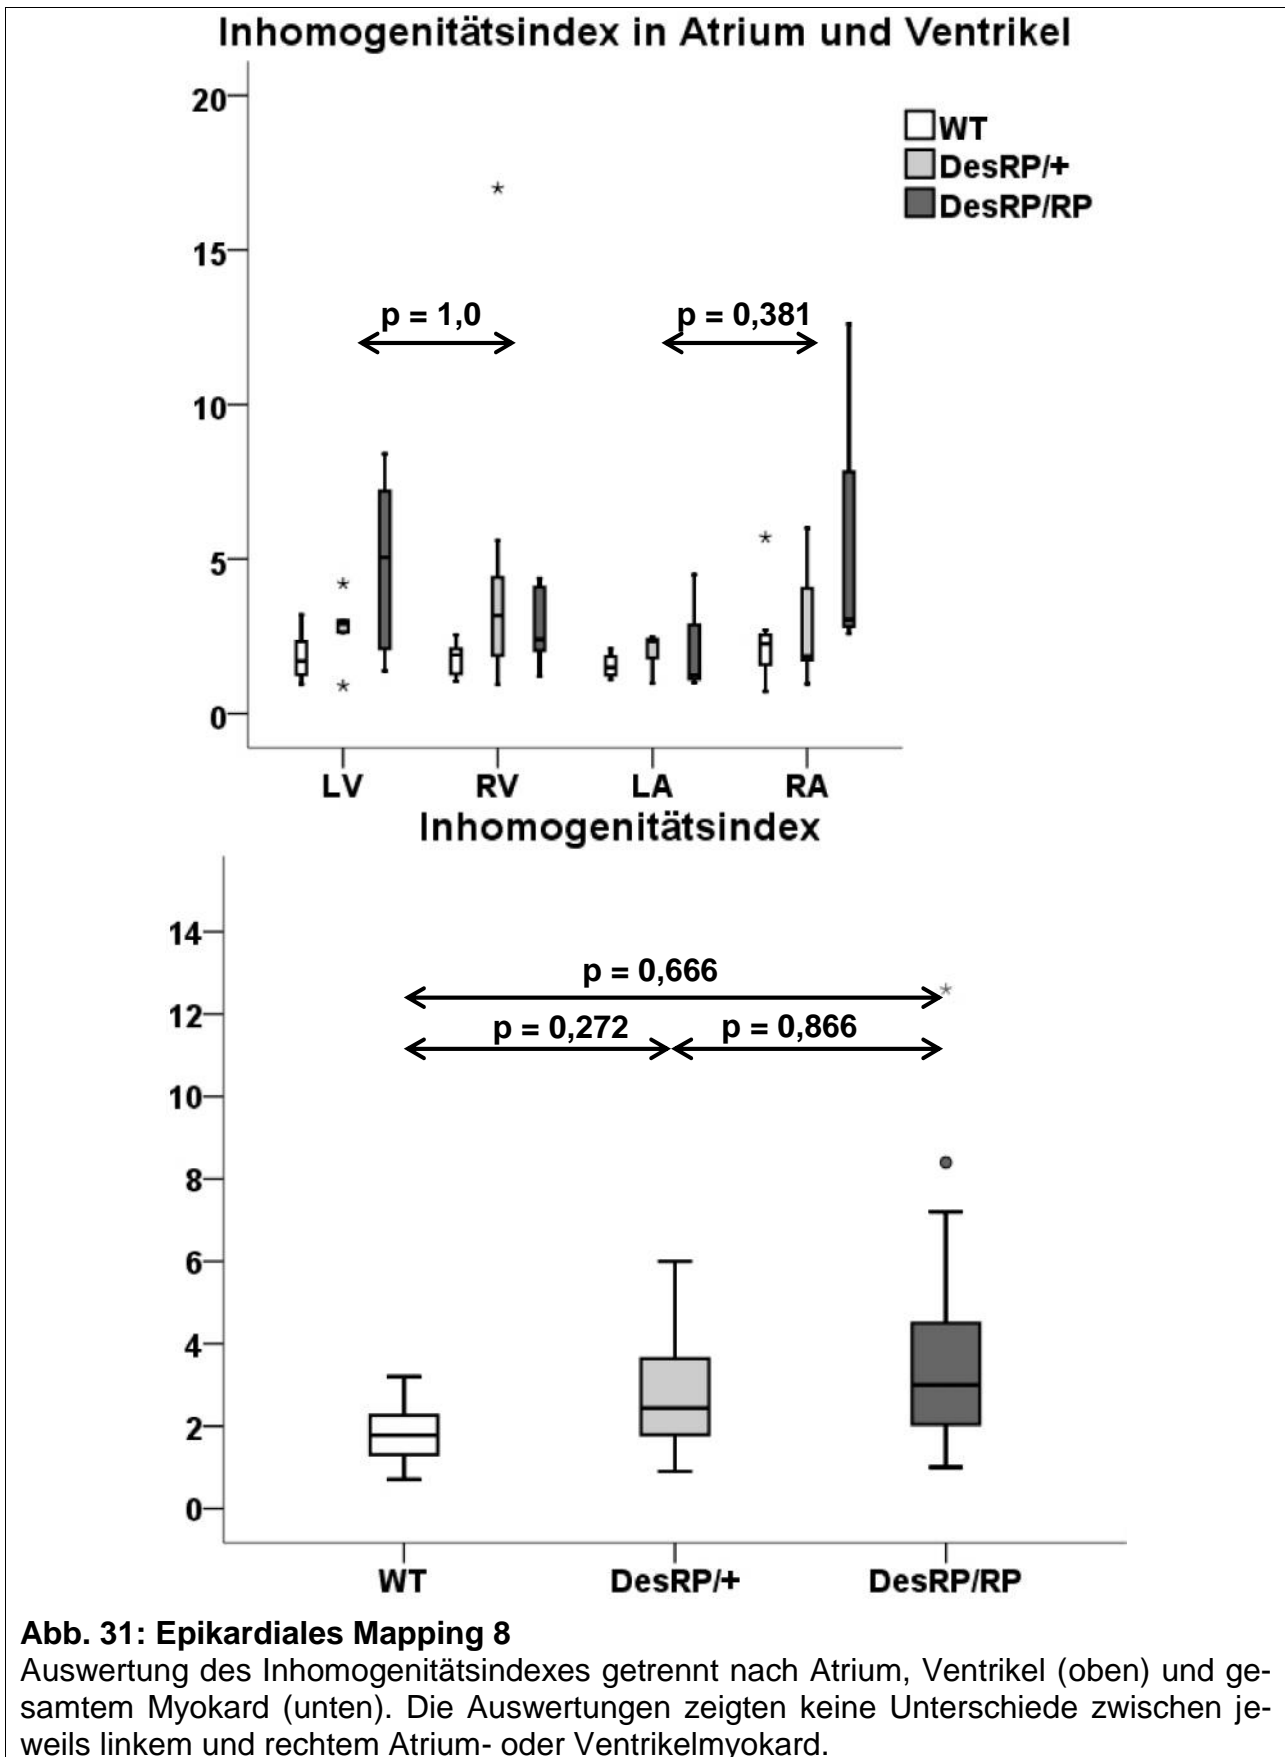 Inhomogenitätsindex in Atrium und Ventrikel
20
WT
DesRP/+
DesRP/RP
15
p = 1,0
p = 0,381
10
5
0
LV RV LA RA
Inhomogenitätsindex
14
p = 0,666
12
p = 0,272
p = 0,866
10
8
6
4
2
0
WT DesRP/+ DesRP/RP
Abb. 31: Epikardiales Mapping 8
Auswertung des Inhomogenitätsindexes getrennt nach Atrium, Ventrikel (oben) und ge-
samtem Myokard (unten). Die Auswertungen zeigten keine Unterschiede zwischen je-
weils linkem und rechtem Atrium- oder Ventrikelmyokard.